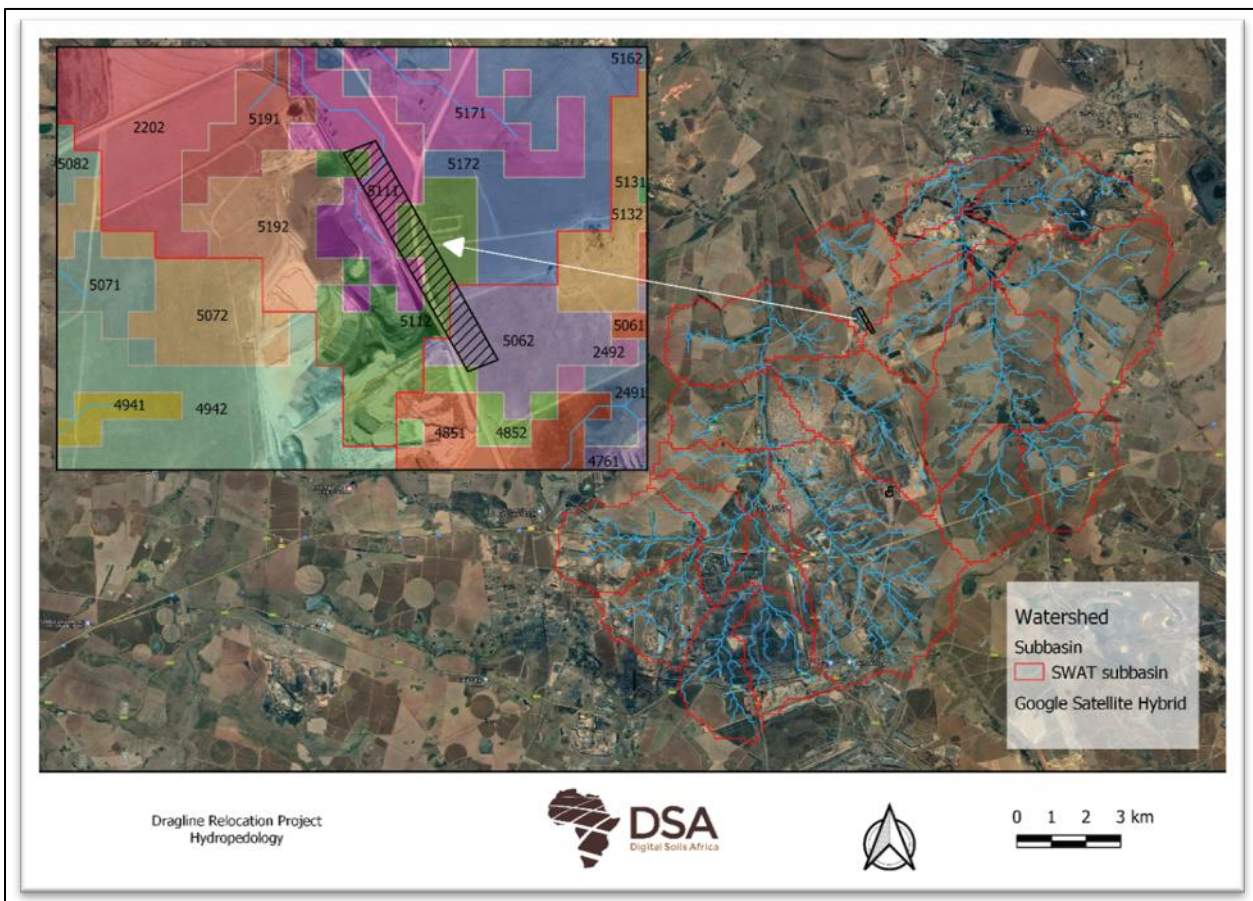 5162
5171
5191
2202
5082
5172
5111
5131
5132
5192
5071
5072
5112
5062
5061
2492
2491
4941
4942
4851
4852
4761
Watershed
Subbasin
SWAT subbasin
Google Satellite Hybrid
Dragline Relocation Project
Hydropedology
DSA
Digital Soils Africa
0 1 2 3 km